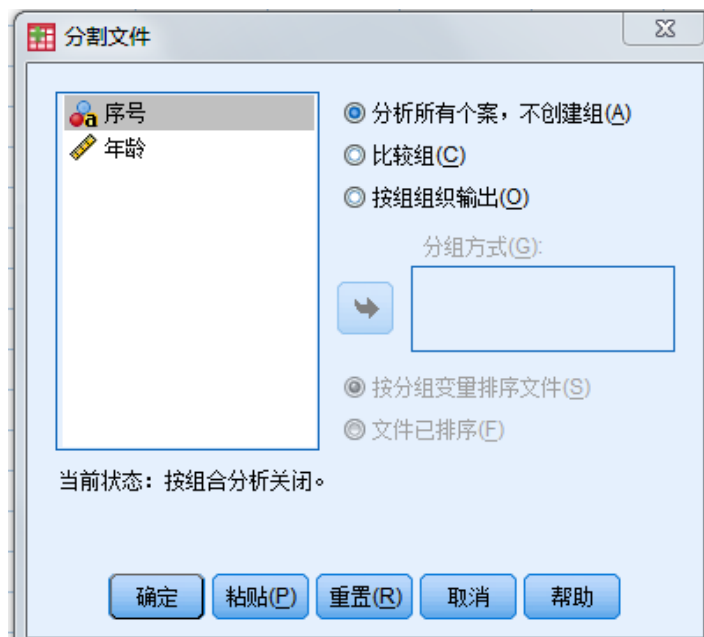 分割文件
序号
年龄
分析所有个案，不创建组(A)
比较组(C)
按组组织输出(O)
分组方式(G):
按分组变量排序文件(S)
文件已排序(F)
当前状态：按组合分析关闭。
确定 粘贴(P) 重置(R) 取消 帮助